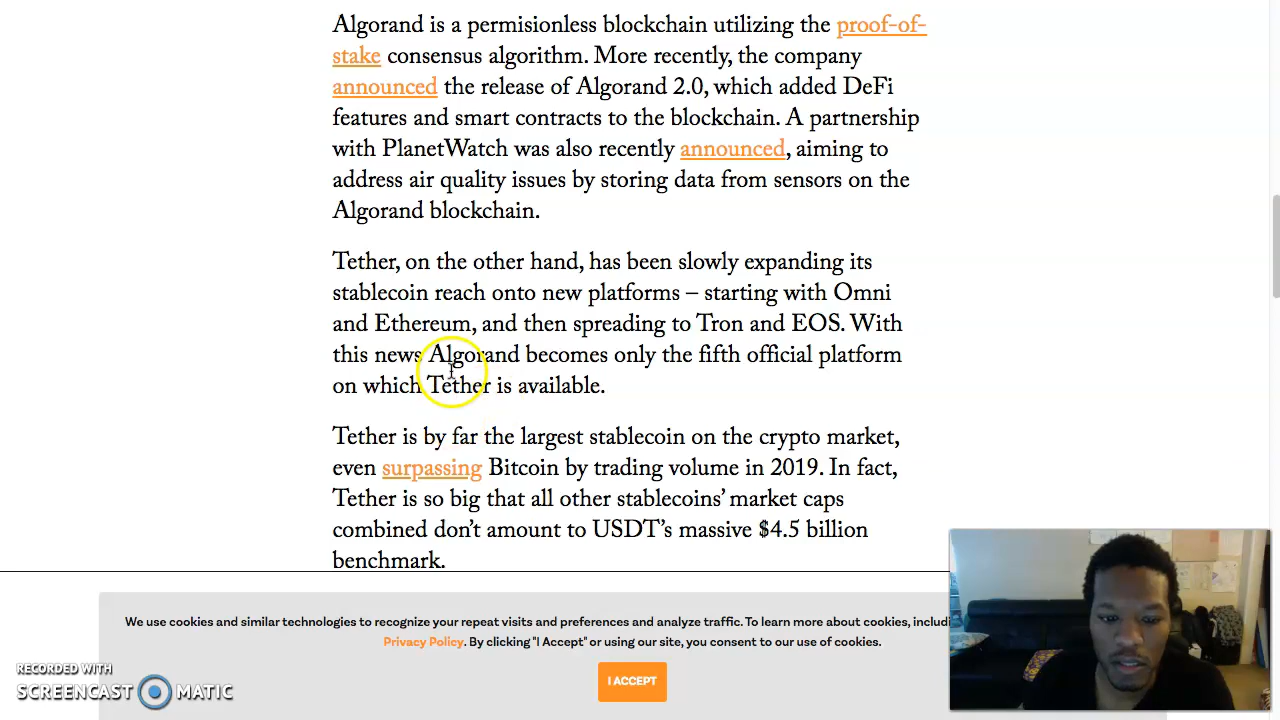 Algorand is a permisionless blockchain utilizing the proof-of-
stake consensus algorithm. More recently, the company
announced the release of Algorand 2.0, which added DeFi
features and smart contracts to the blockchain. A partnership
with PlanetWatch was also recently announced, aiming to
address air quality issues by storing data from sensors on the
Algorand blockchain.
Tether, on the other hand, has been slowly expanding its
stablecoin reach onto new platforms – starting with Omni
and Ethereum, and then spreading to Tron and EOS. With
this news Algorand becomes only the fifth official platform
on which Tether is available.
Tether is by far the largest stablecoin on the crypto market,
even surpassing Bitcoin by trading volume in 2019. In fact,
Tether is so big that all other stablecoins’ market caps
combined don’t amount to USDT’s massive $4.5 billion
benchmark.
We use cookies and similar technologies to recognize your repeat visits and preferences and analyze traffic. To learn more about cookies, includi
Privacy Policy. By clicking "I Accept" or using our site, you consent to our use of cookies.
I ACCEPT
RECORDED WITH
SCREENCAST MATIC